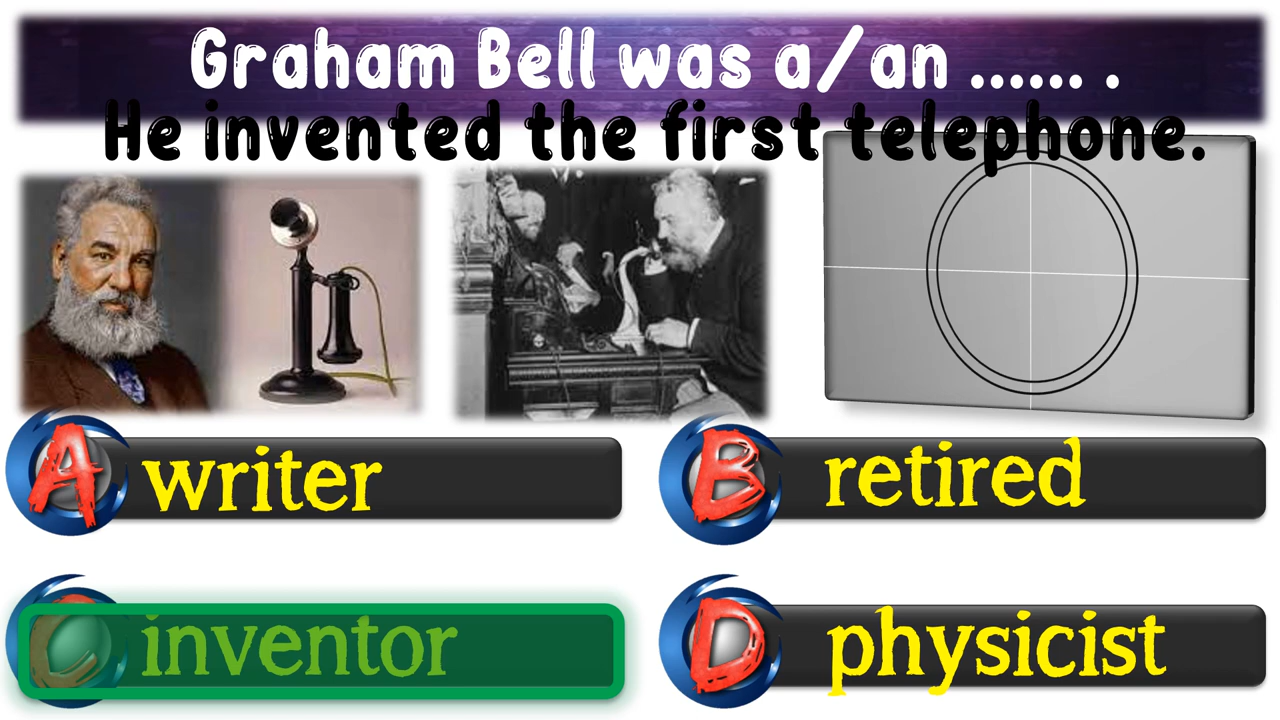 Graham Bell was a/an ...... .
He invented the first telephone.
A writer
B retired
C inventor
D physicist